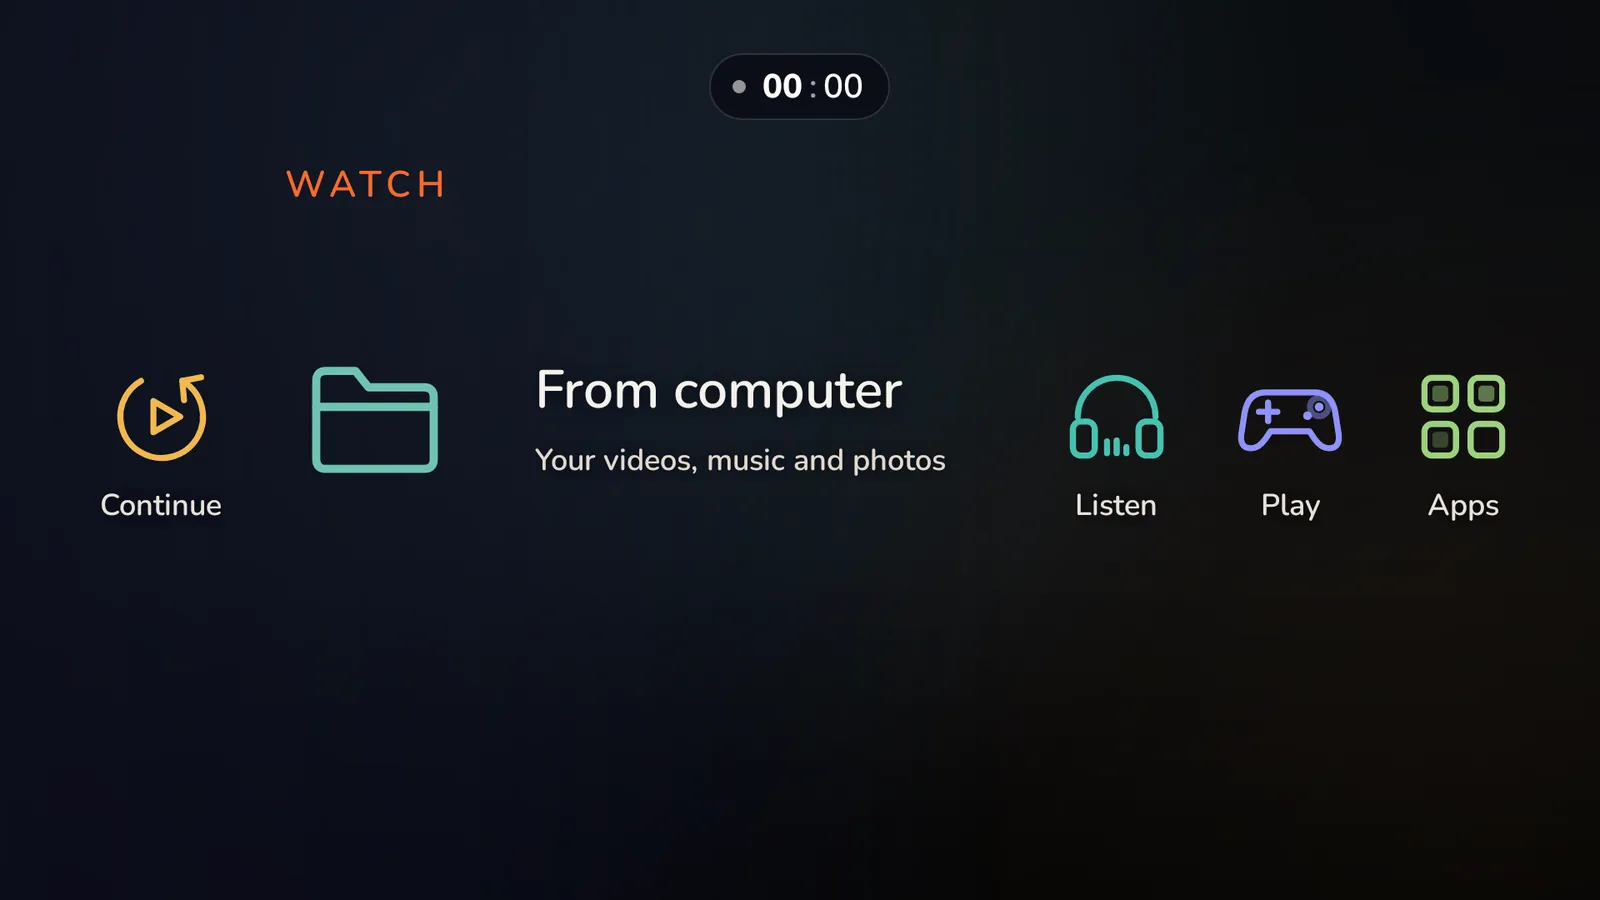 00:00
WATCH
From computer
Your videos, music and photos
Continue
Listen
Play
Apps